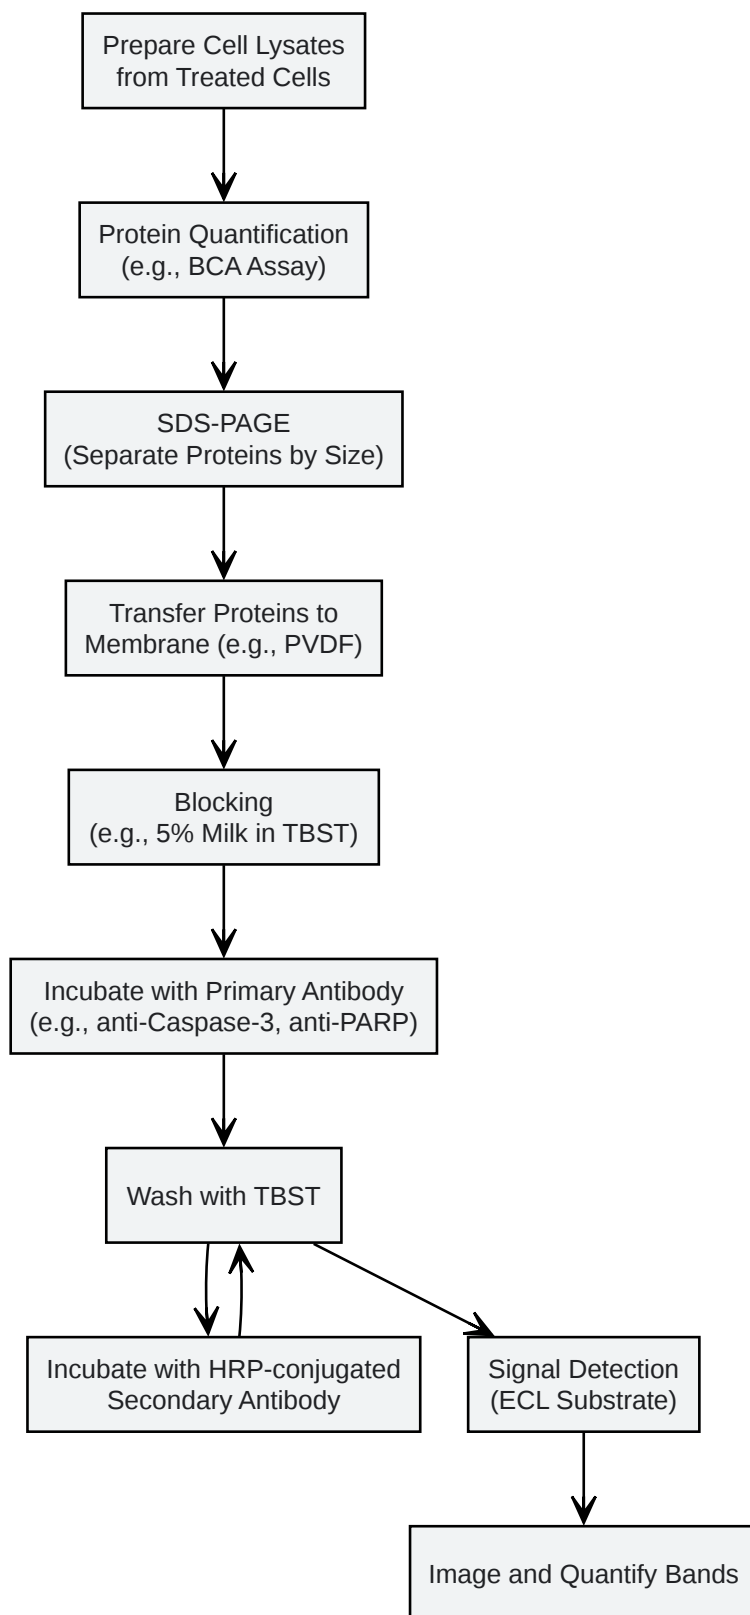 Prepare Cell Lysates
from Treated Cells
Protein Quantification
(e.g., BCA Assay)
SDS-PAGE
(Separate Proteins by Size)
Transfer Proteins to
Membrane (e.g., PVDF)
Blocking
(e.g., 5% Milk in TBST)
Incubate with Primary Antibody
(e.g., anti-Caspase-3, anti-PARP)
Wash with TBST
Incubate with HRP-conjugated
Secondary Antibody
Signal Detection
(ECL Substrate)
Image and Quantify Bands